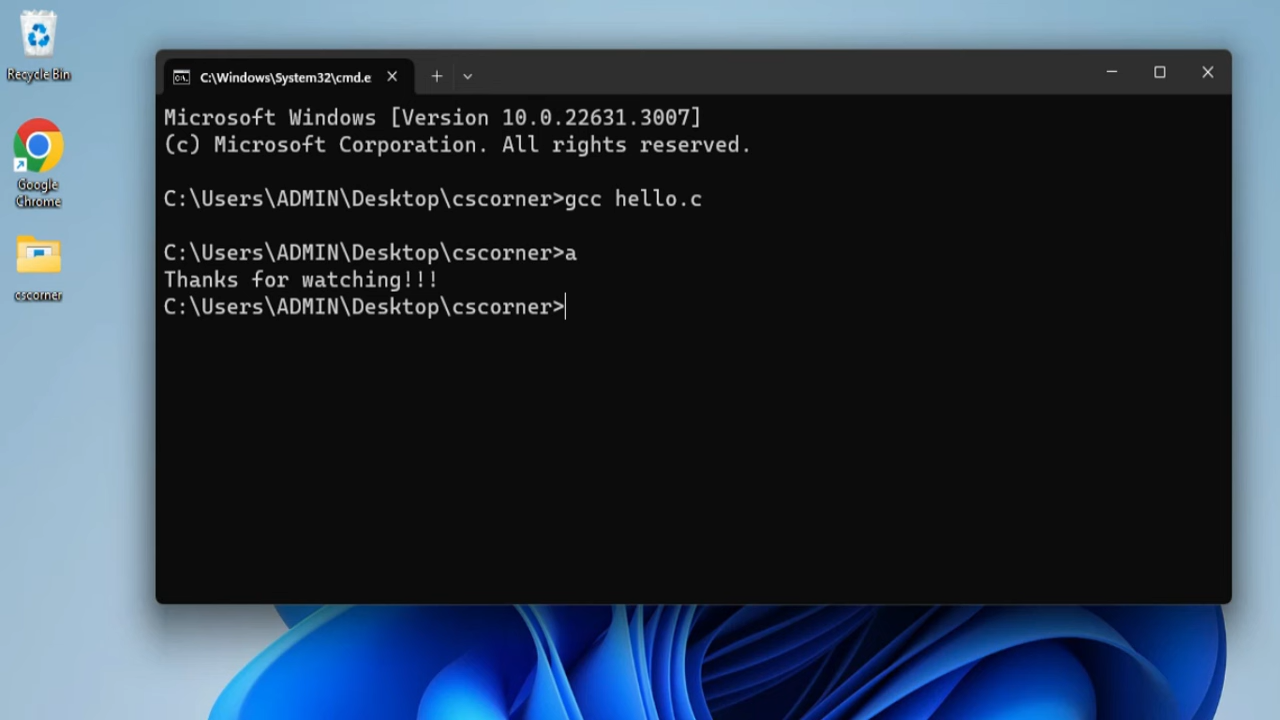 Recycle Bin
Google
Chrome
cscorner
C:\Windows\System32\cmd.e
Microsoft Windows [Version 10.0.22631.3007]
(c) Microsoft Corporation. All rights reserved.
C:\Users\ADMIN\Desktop\cscorner>gcc hello.c
C:\Users\ADMIN\Desktop\cscorner>a
Thanks for watching!!!
C:\Users\ADMIN\Desktop\cscorner>